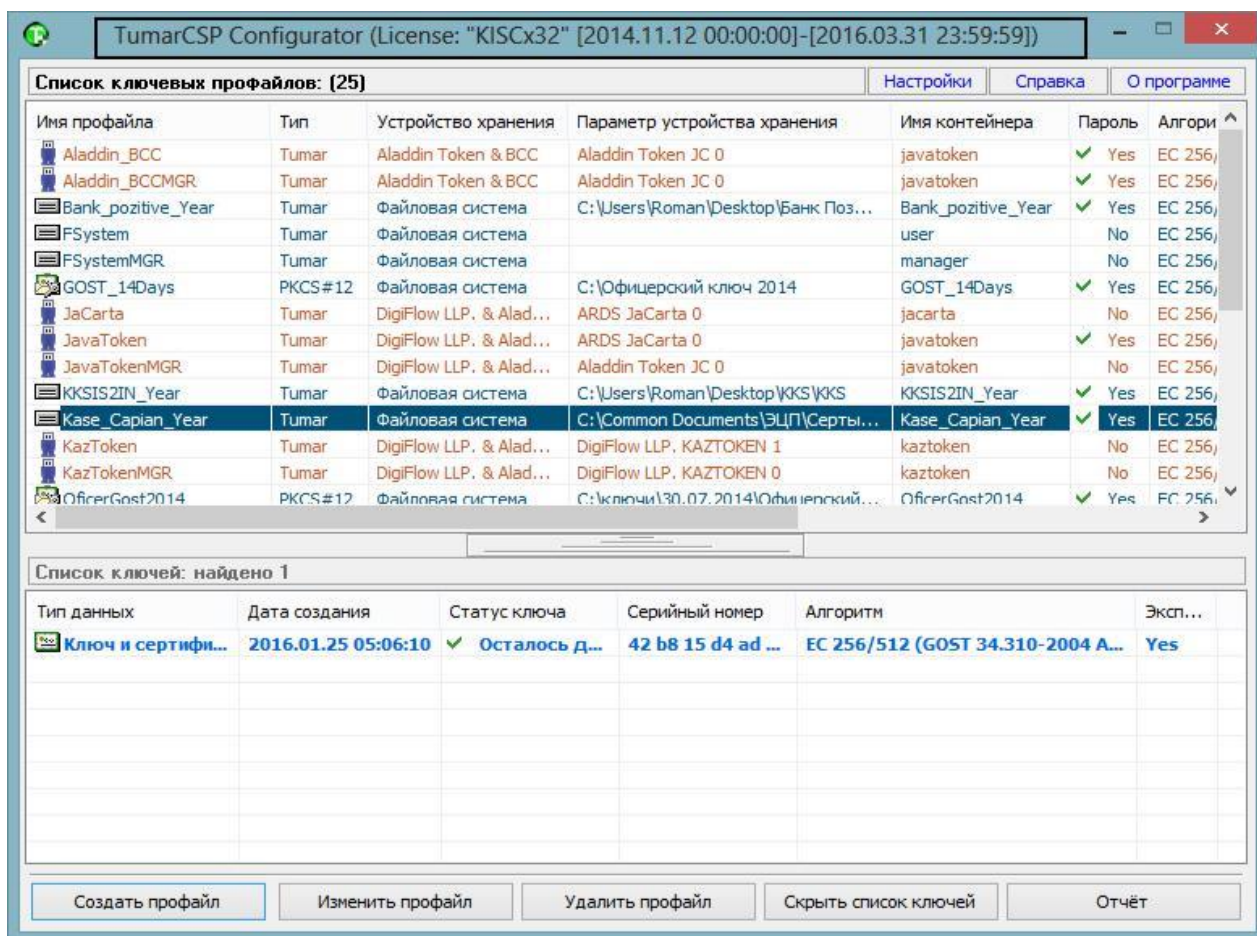 TumarCSP Configurator (License: "KISCx32" [2014.11.12 00:00:00]-[2016.03.31 23:59:59])
Список ключевых профайлов: (25) Настройки Справка О программе
Имя профайла Тип Устройство хранения Параметр устройства хранения Имя контейнера Пароль Алгори
Aladdin_BCC Tumar Aladdin Token & BCC Aladdin Token JC 0 javatoken Yes EC 256/
Aladdin_BCCMGR Tumar Aladdin Token & BCC Aladdin Token JC 0 javatoken Yes EC 256/
Bank_pozitive_Year Tumar Файловая система C:\Users\Roman\Desktop\Банк Поз... Bank_pozitive_Year Yes EC 256/
FSystem Tumar Файловая система user No EC 256/
FSystemMGR Tumar Файловая система manager No EC 256/
GOST_14Days PKCS#12 Файловая система C:\Офицерский ключ 2014 GOST_14Days Yes EC 256/
JaCarta Tumar DigiFlow LLP. & Alad... ARDS JaCarta 0 jacarta No EC 256/
JavaToken Tumar DigiFlow LLP. & Alad... ARDS JaCarta 0 javatoken Yes EC 256/
JavaTokenMGR Tumar DigiFlow LLP. & Alad... Aladdin Token JC 0 javatoken No EC 256/
KKSIS2IN_Year Tumar Файловая система C:\Users\Roman\Desktop\KKS\KKS KKSIS2IN_Year Yes EC 256/
Kase_Capian_Year Tumar Файловая система C:\Common Documents\ЭЦП\Серты... Kase_Capian_Year Yes EC 256/
KazToken Tumar DigiFlow LLP. & Alad... DigiFlow LLP. KAZTOKEN 1 kaztoken No EC 256/
KazTokenMGR Tumar DigiFlow LLP. & Alad... DigiFlow LLP. KAZTOKEN 0 kaztoken No EC 256/
OficerGost2014 PKCS#12 Файловая система C:\ключи\30.07.2014\Офицерский... OficerGost2014 Yes EC 256/
Список ключей: найдено 1
Тип данных Дата создания Статус ключа Серийный номер Алгоритм Эксп...
Ключ и сертифи... 2016.01.25 05:06:10 Осталось д... 42 b8 15 d4 ad ... EC 256/512 (GOST 34.310-2004 A... Yes
Создать профайл Изменить профайл Удалить профайл Скрыть список ключей Отчёт